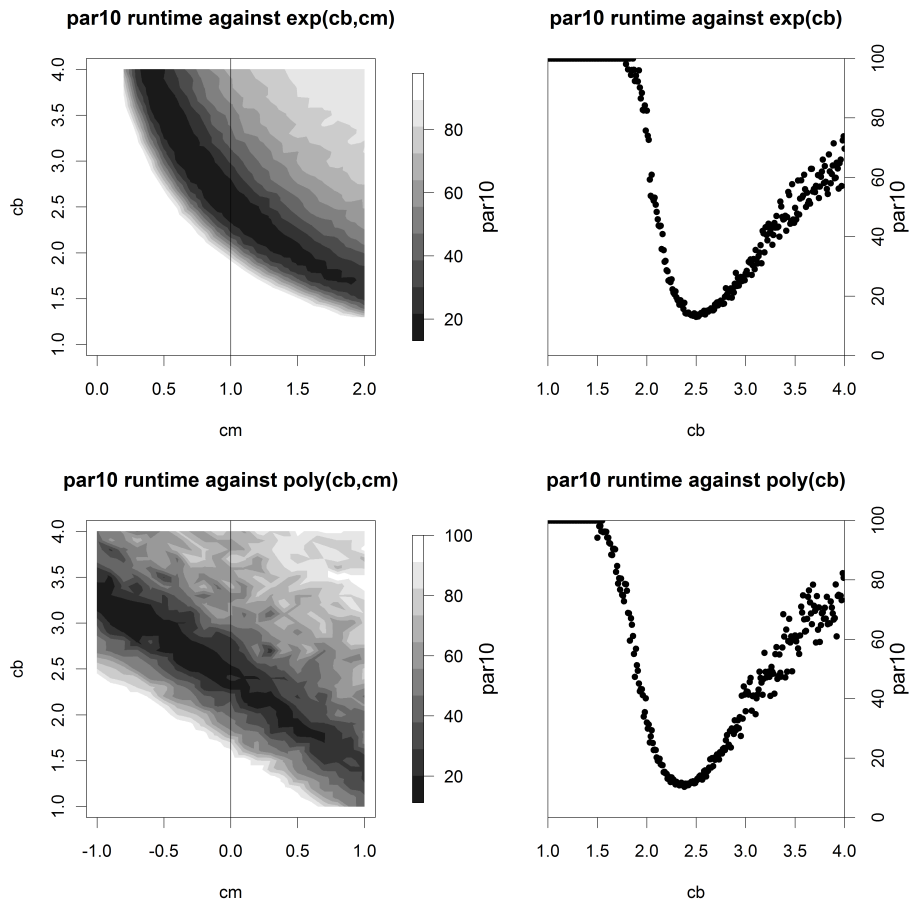 par10 runtime against exp(cb,cm)
cb
4.0
3.5
3.0
2.5
2.0
1.5
1.0
0.0 0.5 1.0 1.5 2.0
cm
80
60
40
20
par10 runtime against exp(cb)
par10
100
80
60
40
20
0
1.0 1.5 2.0 2.5 3.0 3.5 4.0
cb
par10 runtime against poly(cb,cm)
cb
4.0
3.5
3.0
2.5
2.0
1.5
1.0
-1.0 -0.5 0.0 0.5 1.0
cm
100
80
60
40
20
par10
par10 runtime against poly(cb)
par10
100
80
60
40
20
0
1.0 1.5 2.0 2.5 3.0 3.5 4.0
cb
par10